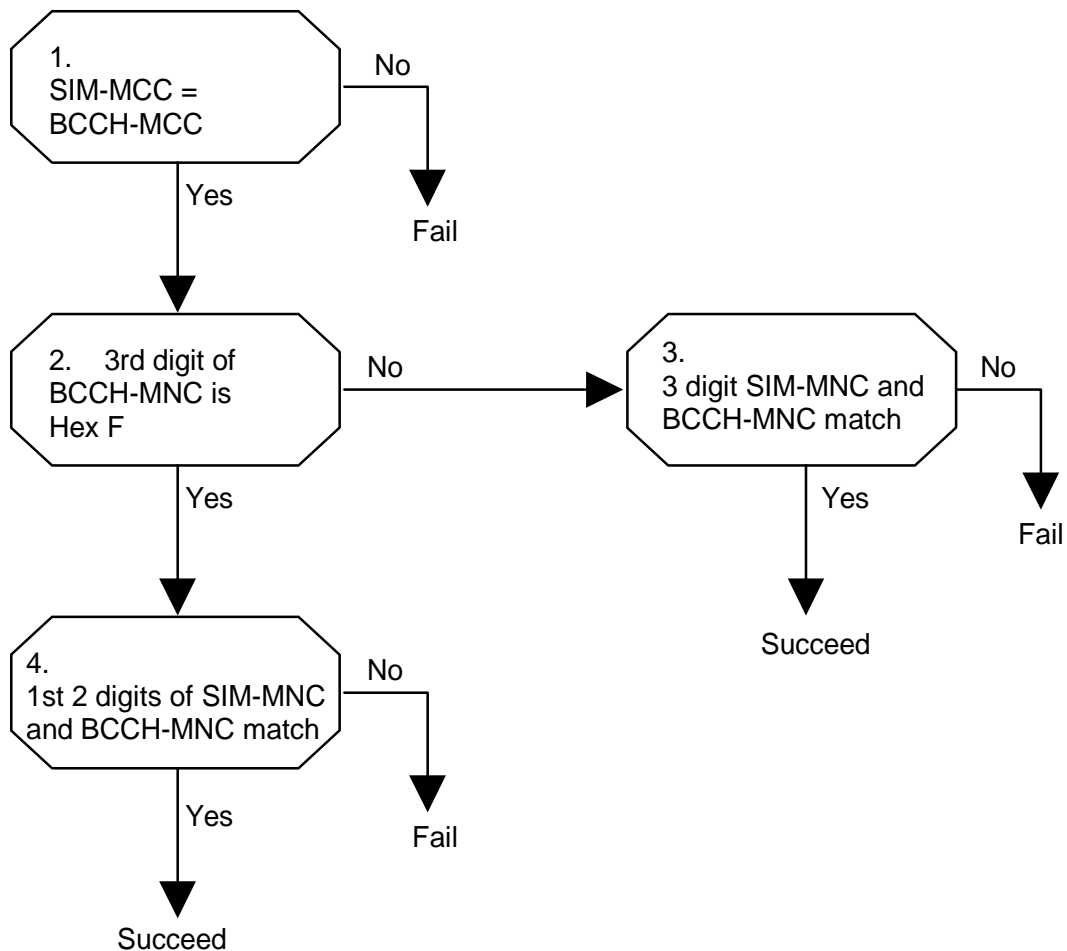 1.
SIM-MCC =
BCCH-MCC
No
Yes
Fail
2. 3rd digit of
BCCH-MNC is
Hex F
No
3.
3 digit SIM-MNC and
BCCH-MNC match
No
Yes
Yes
Fail
Succeed
4.
1st 2 digits of SIM-MNC
and BCCH-MNC match
No
Yes
Fail
Succeed